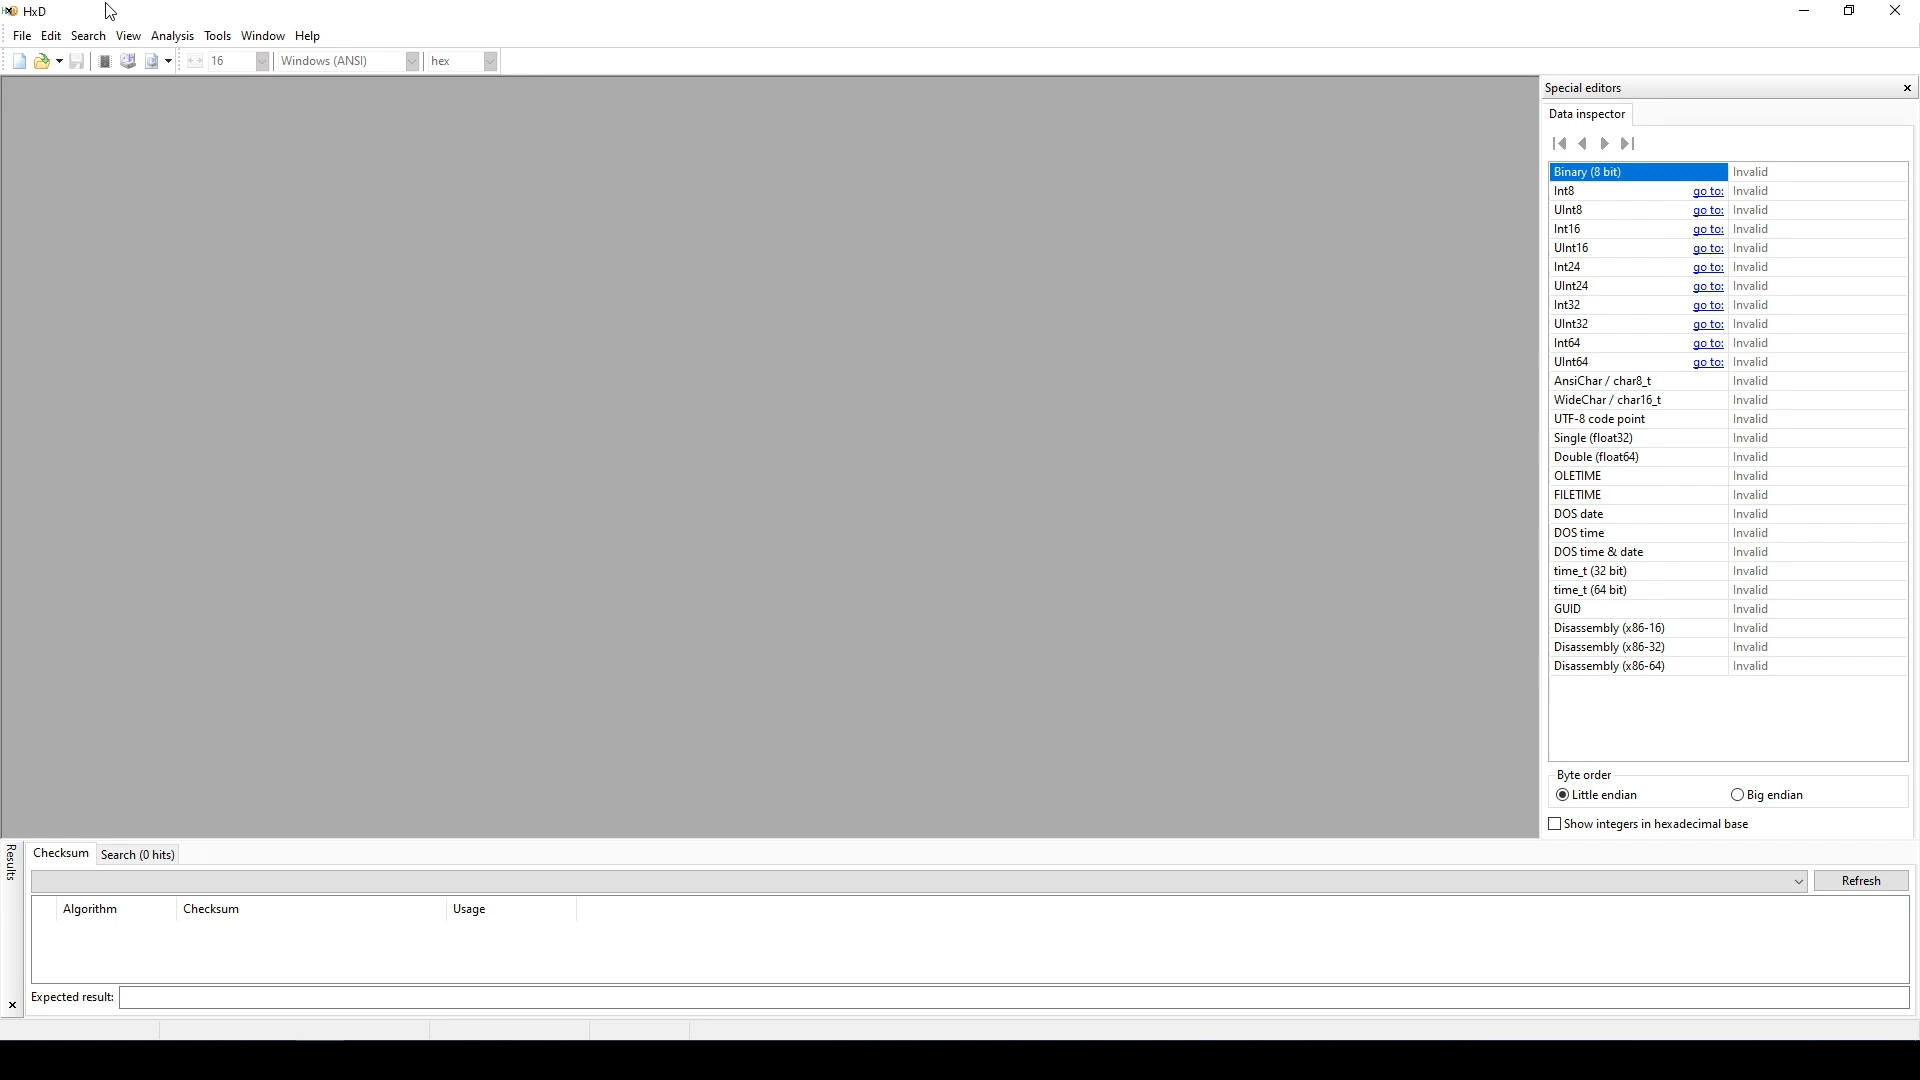 HxD
File Edit Search View Analysis Tools Window Help
16 Windows (ANSI) hex
Special editors
Data inspector
Binary (8 bit) Invalid
Int8 go to: Invalid
UInt8 go to: Invalid
Int16 go to: Invalid
UInt16 go to: Invalid
Int24 go to: Invalid
UInt24 go to: Invalid
Int32 go to: Invalid
UInt32 go to: Invalid
Int64 go to: Invalid
UInt64 go to: Invalid
AnsiChar / char8_t Invalid
WideChar / char16_t Invalid
UTF-8 code point Invalid
Single (float32) Invalid
Double (float64) Invalid
OLETIME Invalid
FILETIME Invalid
DOS date Invalid
DOS time Invalid
DOS time & date Invalid
time_t (32 bit) Invalid
time_t (64 bit) Invalid
GUID Invalid
Disassembly (x86-16) Invalid
Disassembly (x86-32) Invalid
Disassembly (x86-64) Invalid
Byte order
Little endian Big endian
Show integers in hexadecimal base
Results
Checksum Search (0 hits)
Refresh
Algorithm Checksum Usage
Expected result: